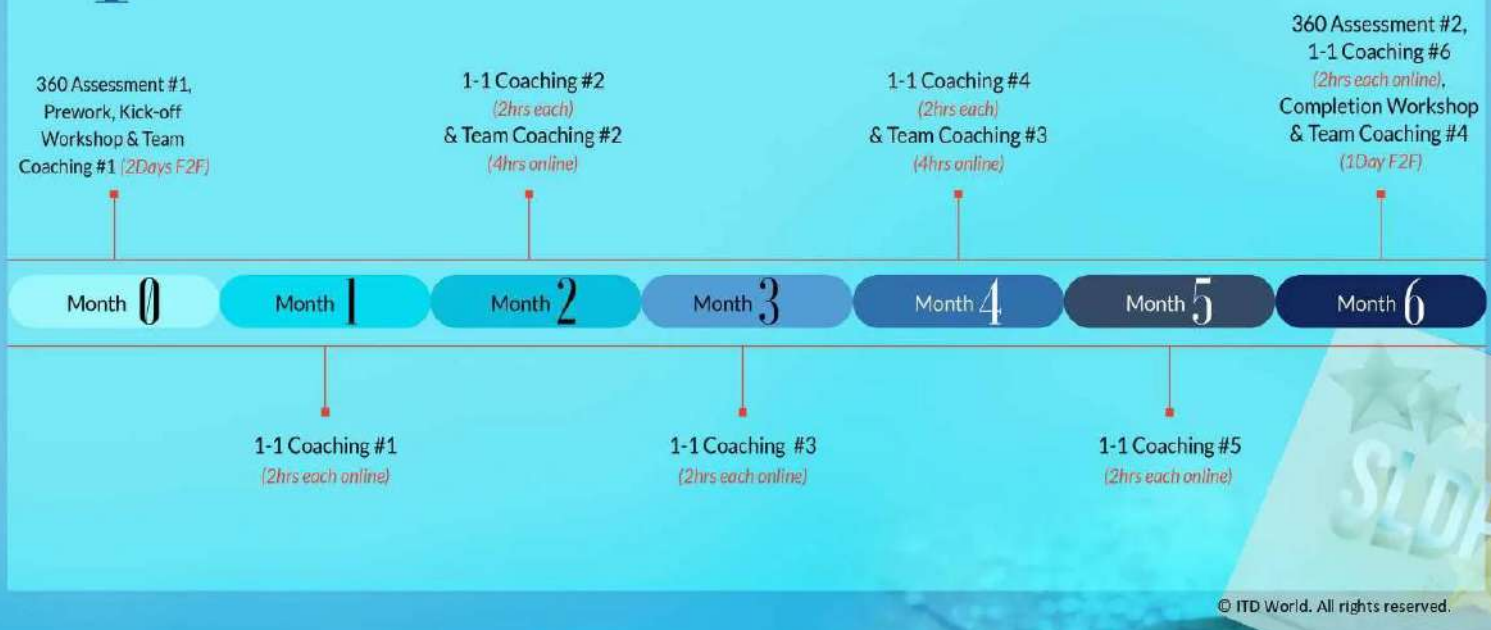 360 Assessment #1,
Prework, Kick-off
Workshop & Team
Coaching #1 (2Days F2F)
1-1 Coaching #2
(2hrs each)
& Team Coaching #2
(4hrs online)
1-1 Coaching #4
(2hrs each)
& Team Coaching #3
(4hrs online)
360 Assessment #2,
1-1 Coaching #6
(2hrs each online),
Completion Workshop
& Team Coaching #4
(1Day F2F)
Month 0
Month 1
Month 2
Month 3
Month 4
Month 5
Month 6
1-1 Coaching #1
(2hrs each online)
1-1 Coaching #3
(2hrs each online)
1-1 Coaching #5
(2hrs each online)
© ITD World. All rights reserved.